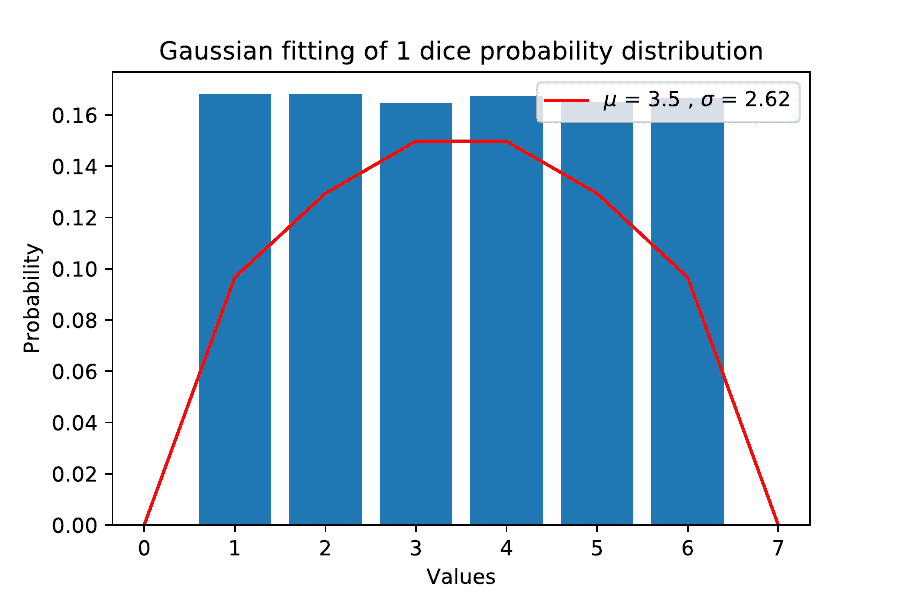 Gaussian fitting of 1 dice probability distribution
μ = 3.5 , σ = 2.62
0.16
0.14
0.12
0.10
0.08
0.06
0.04
0.02
0.00
Probability
0 1 2 3 4 5 6 7
Values